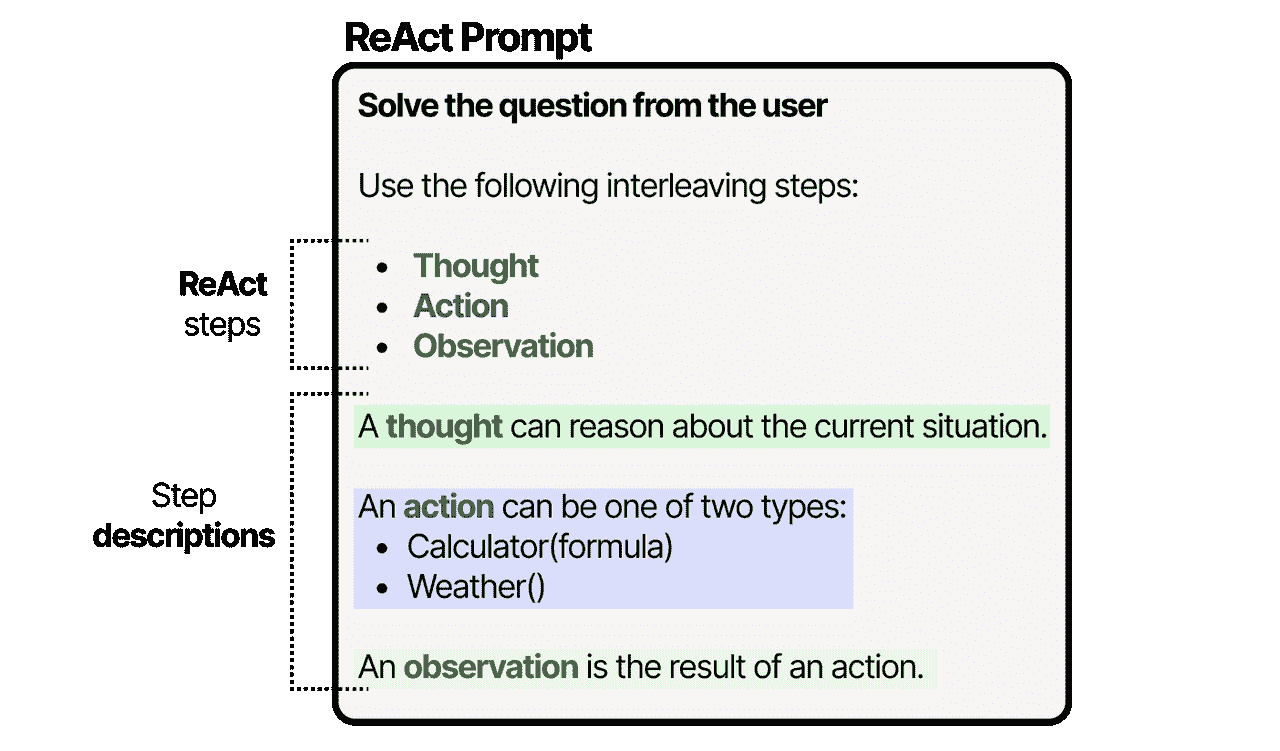 ReAct Prompt
Solve the question from the user
Use the following interleaving steps:
ReAct
steps
• Thought
• Action
• Observation
Step
descriptions
A thought can reason about the current situation.
An action can be one of two types:
• Calculator(formula)
• Weather()
An observation is the result of an action.